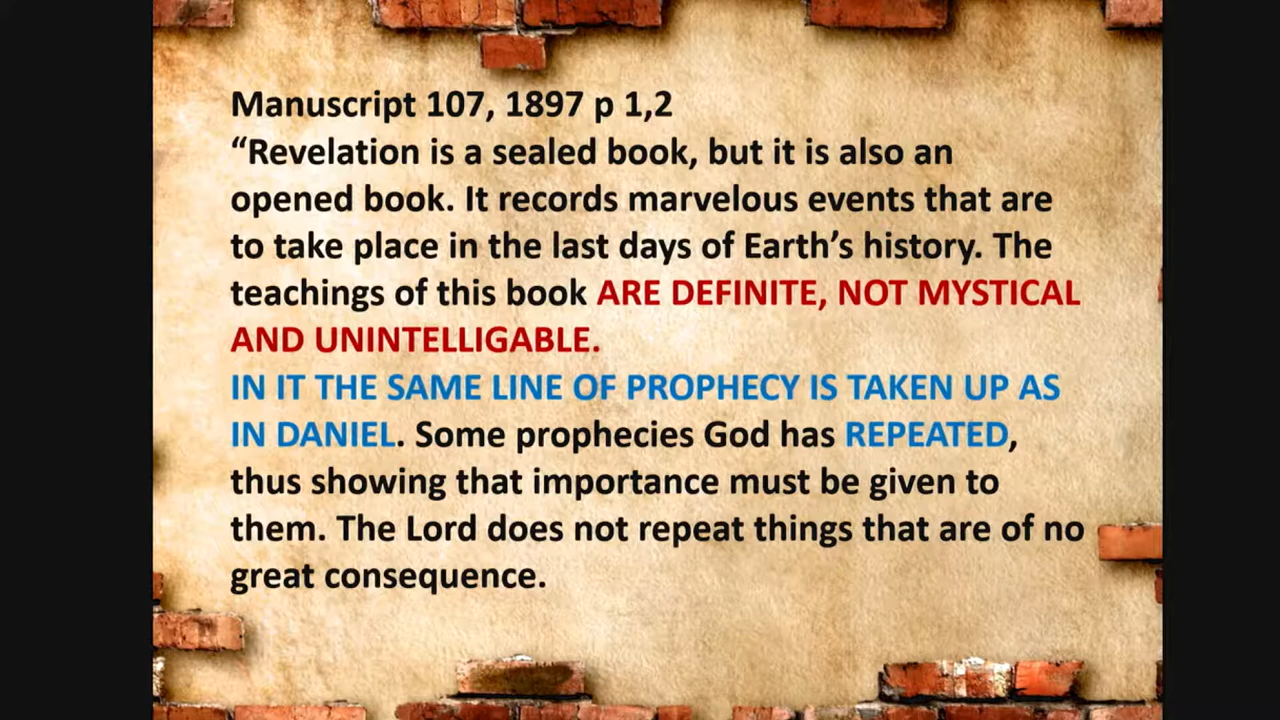 Manuscript 107, 1897 p 1,2
“Revelation is a sealed book, but it is also an
opened book. It records marvelous events that are
to take place in the last days of Earth’s history. The
teachings of this book ARE DEFINITE, NOT MYSTICAL
AND UNINTELLIGABLE.
IN IT THE SAME LINE OF PROPHECY IS TAKEN UP AS
IN DANIEL. Some prophecies God has REPEATED,
thus showing that importance must be given to
them. The Lord does not repeat things that are of no
great consequence.